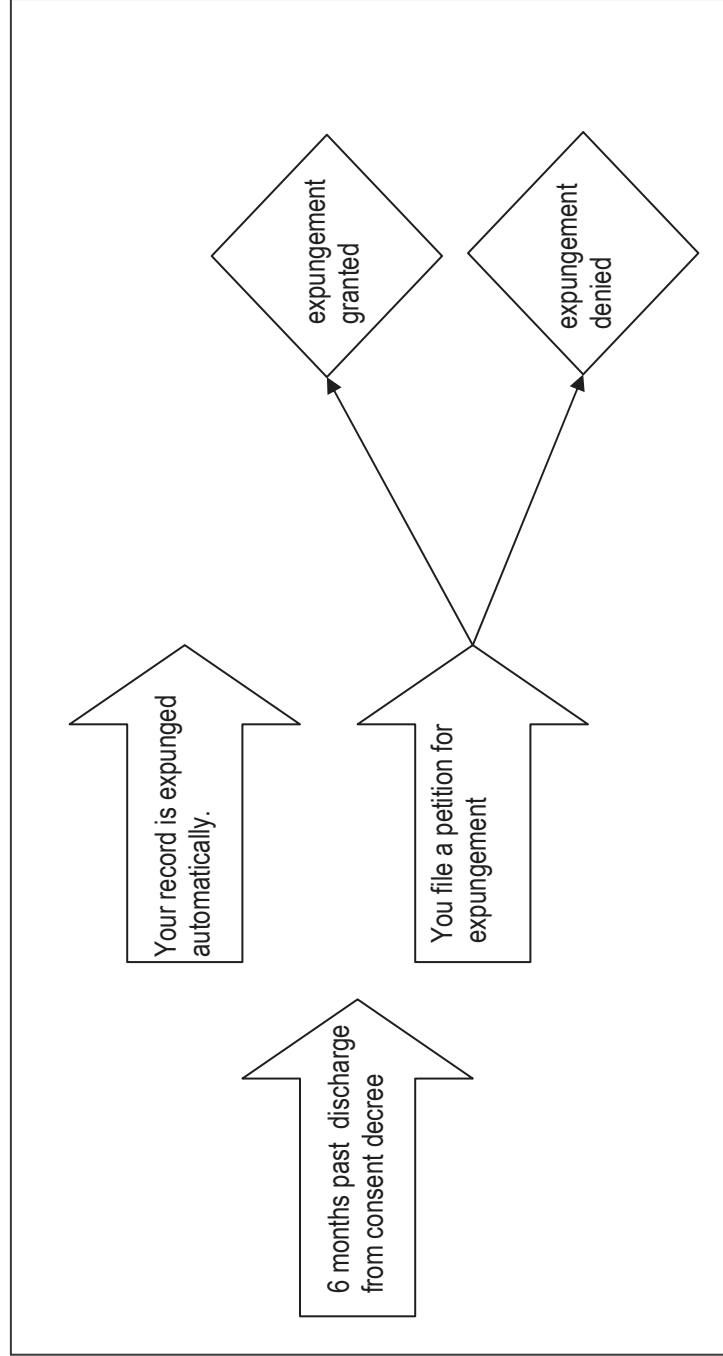 6 months past discharge
from consent decree
Your record is expunged
automatically.
You file a petition for
expungement
expungement
granted
expungement
denied